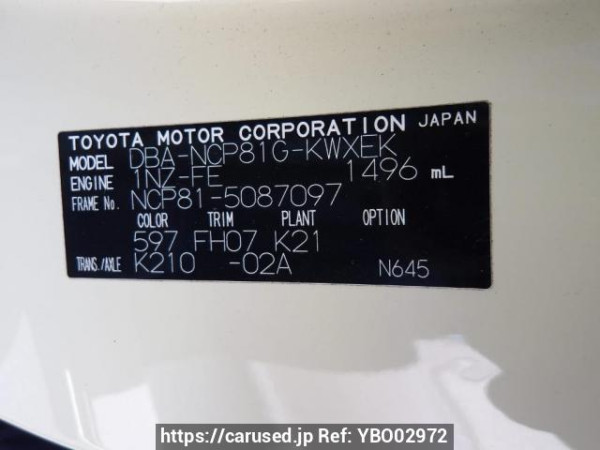 TOYOTA MOTOR CORPORATION JAPAN
MODEL DBA-NCP81G-KWXEK
ENGINE 1NZ-FE 1496 mL
FRAME No. NCP81-5087097
COLOR TRIM PLANT OPTION
597 FH07 K21
TRANS./AXLE K210 -02A N645
https://carused.jp Ref: YBO02972